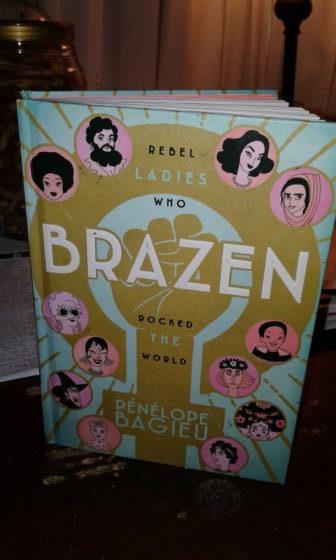 REBEL
LADIES
WHO
BRAZEN
ROCKED
THE
WORLD
PÉNÉLOPE
BAGIEU